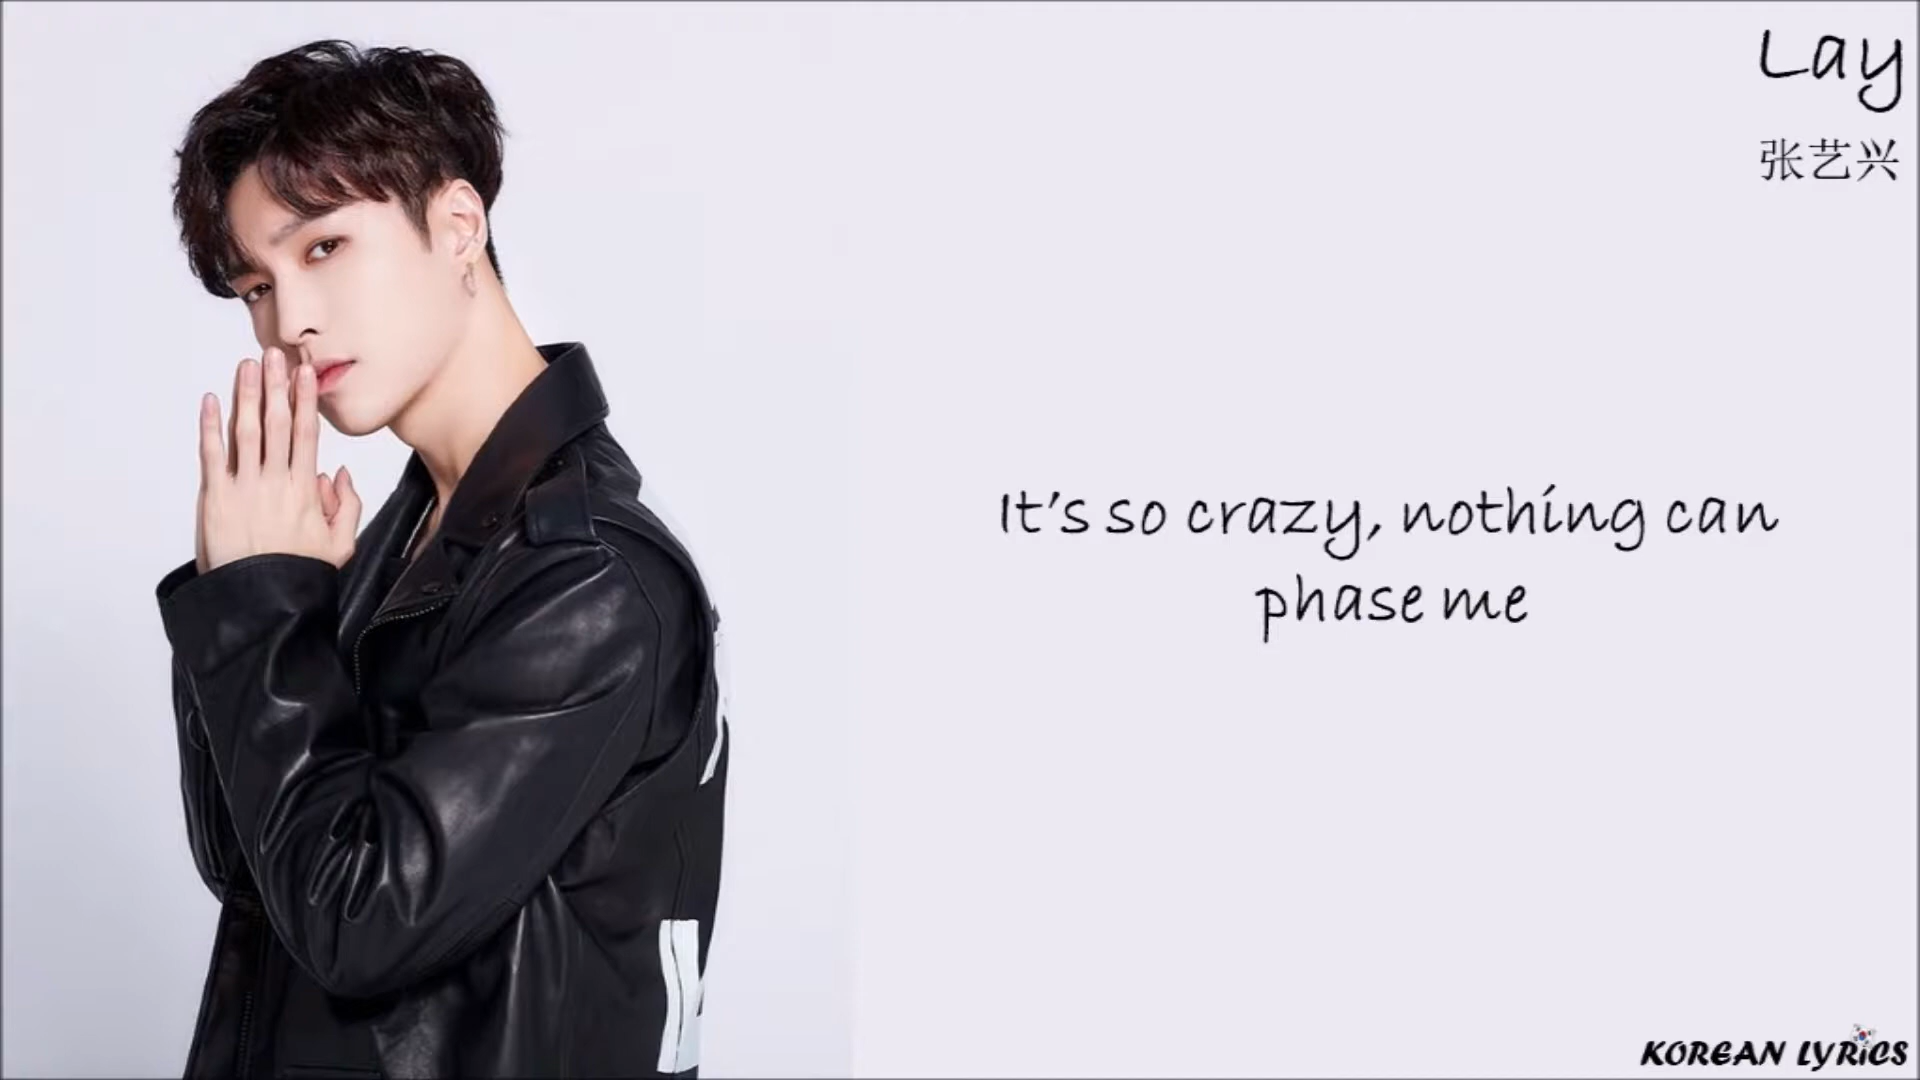 Lay
张艺兴
It's so crazy, nothing can
phase me
KOREAN LYRiCS